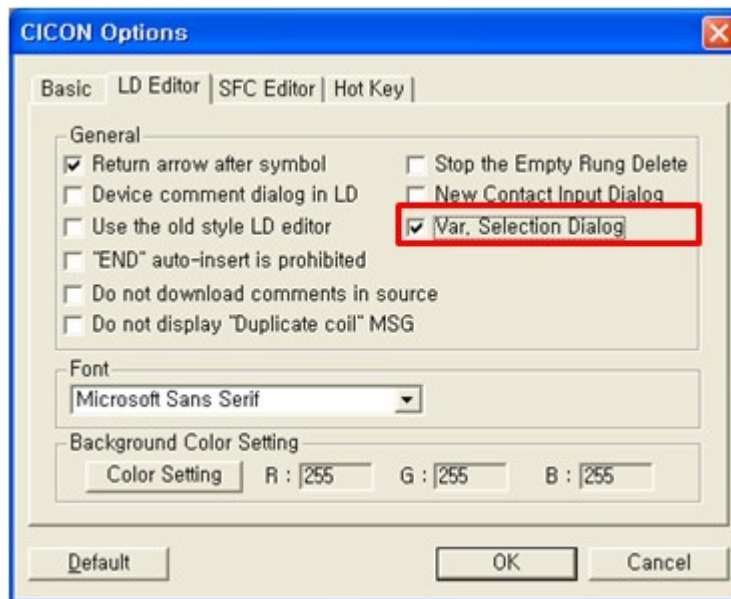 CICON Options
Basic LD Editor SFC Editor Hot Key
General
Return arrow after symbol Stop the Empty Rung Delete
Device comment dialog in LD New Contact Input Dialog
Use the old style LD editor Var, Selection Dialog
"END" auto-insert is prohibited
Do not download comments in source
Do not display "Duplicate coil" MSG
Font
Microsoft Sans Serif
Background Color Setting
Color Setting R : 255 G : 255 B : 255
Default OK Cancel